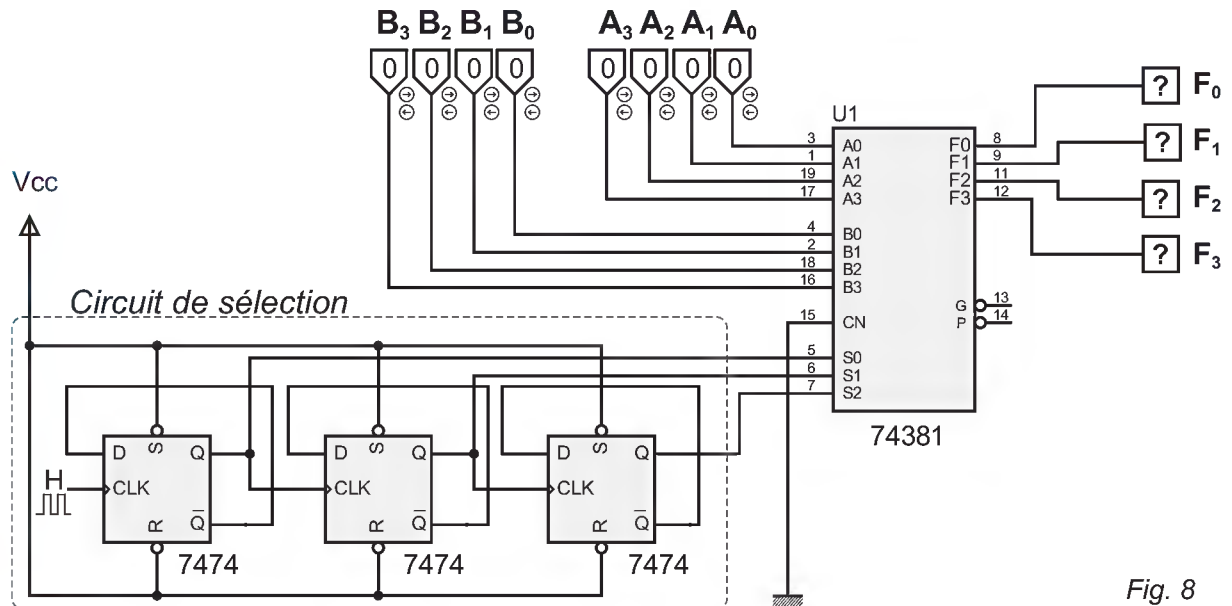 B3 B2 B1 B0 A3 A2 A1 A0
0 0 0 0 0 0 0 0
? F0
? F1
? F2
? F3
U1
3 A0 F0 8
1 A1 F1 9
19 A2 F2 11
17 A3 F3 12
4 B0
2 B1
18 B2
16 B3
G 13
15 CN P 14
5 S0
6 S1
7 S2
74381
Vcc
Circuit de sélection
D S Q D S Q D S Q
H CLK CLK CLK
R Q̅ R Q̅ R Q̅
7474 7474 7474
Fig. 8